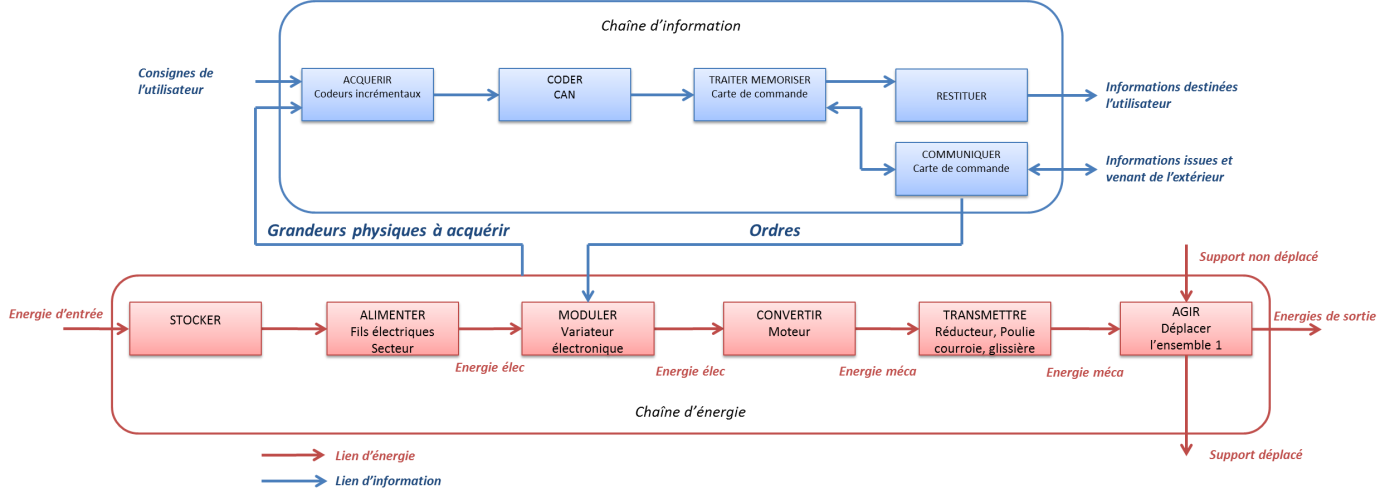 Chaîne d'information
Consignes de
l'utilisateur
ACQUERIR
Codeurs incrémentaux
CODER
CAN
TRAITER MEMORISER
Carte de commande
RESTITUER
Informations destinées
l'utilisateur
COMMUNIQUER
Carte de commande
Informations issues et
venant de l'extérieur
Grandeurs physiques à acquérir
Ordres
Support non déplacé
Energie d'entrée
STOCKER
ALIMENTER
Fils électriques
Secteur
Energie élec
MODULER
Variateur
électronique
Energie élec
CONVERTIR
Moteur
Energie méca
TRANSMETTRE
Réducteur, Poulie
courroie, glissière
Energie méca
AGIR
Déplacer
l'ensemble 1
Energies de sortie
Chaîne d'énergie
Support déplacé
Lien d'énergie
Lien d'information